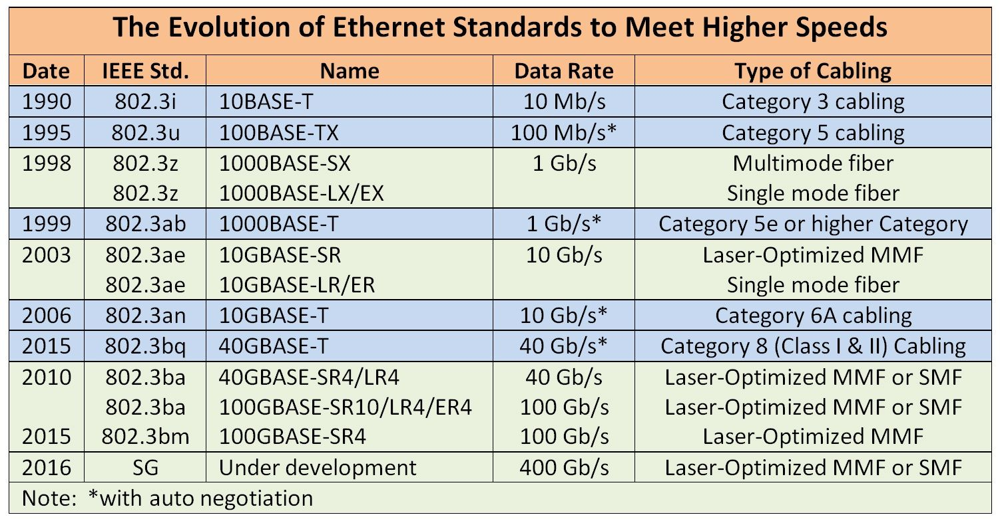 The Evolution of Ethernet Standards to Meet Higher Speeds
Date IEEE Std. Name Data Rate Type of Cabling
1990 802.3i 10BASE-T 10 Mb/s Category 3 cabling
1995 802.3u 100BASE-TX 100 Mb/s* Category 5 cabling
1998 802.3z 1000BASE-SX 1 Gb/s Multimode fiber
802.3z 1000BASE-LX/EX Single mode fiber
1999 802.3ab 1000BASE-T 1 Gb/s* Category 5e or higher Category
2003 802.3ae 10GBASE-SR 10 Gb/s Laser-Optimized MMF
802.3ae 10GBASE-LR/ER Single mode fiber
2006 802.3an 10GBASE-T 10 Gb/s* Category 6A cabling
2015 802.3bq 40GBASE-T 40 Gb/s* Category 8 (Class I & II) Cabling
2010 802.3ba 40GBASE-SR4/LR4 40 Gb/s Laser-Optimized MMF or SMF
802.3ba 100GBASE-SR10/LR4/ER4 100 Gb/s Laser-Optimized MMF or SMF
2015 802.3bm 100GBASE-SR4 100 Gb/s Laser-Optimized MMF
2016 SG Under development 400 Gb/s Laser-Optimized MMF or SMF
Note: *with auto negotiation